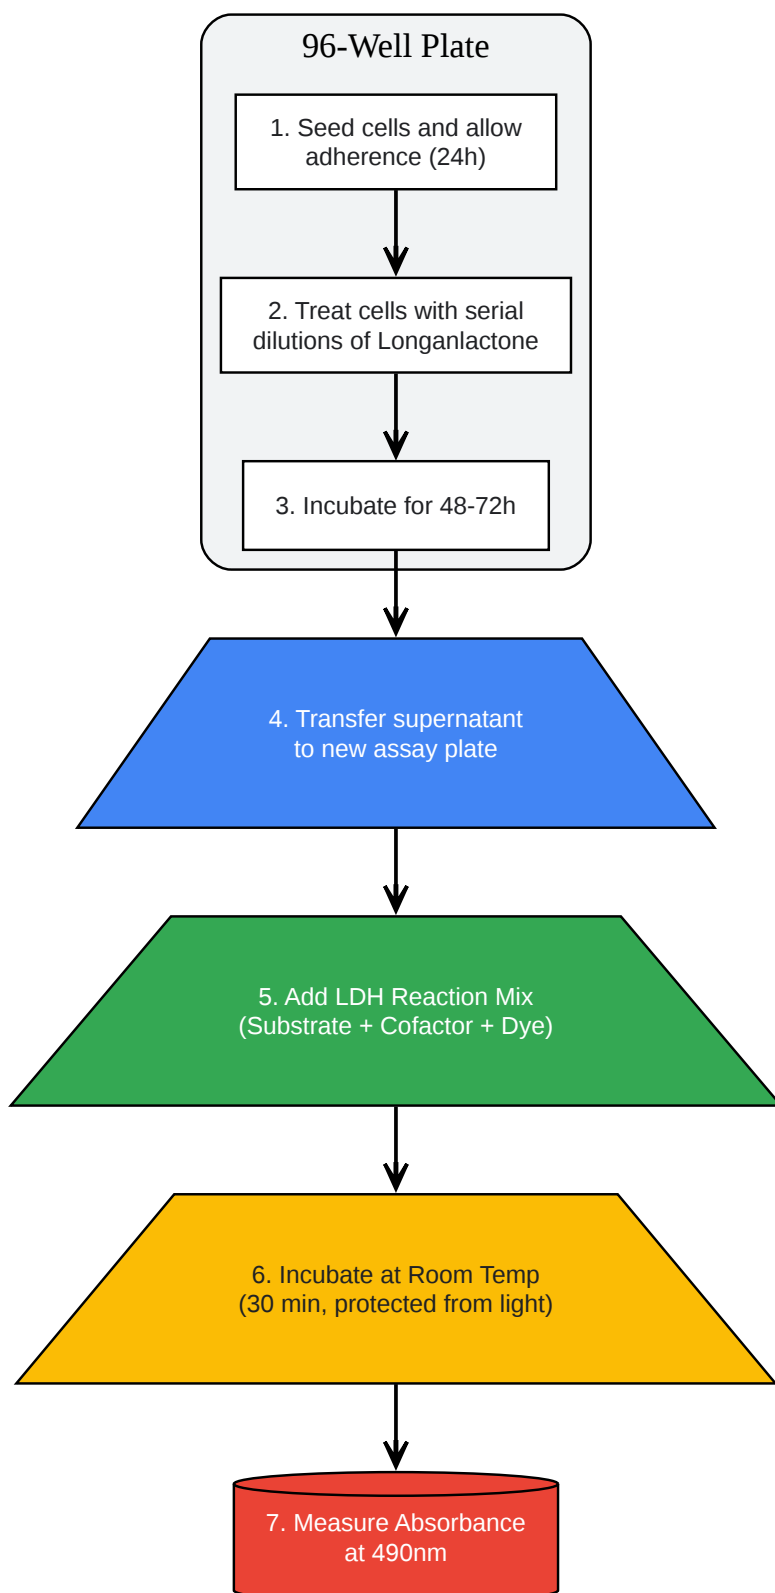 96-Well Plate
1. Seed cells and allow
adherence (24h)
2. Treat cells with serial
dilutions of Longanlactone
3. Incubate for 48-72h
4. Transfer supernatant
to new assay plate
5. Add LDH Reaction Mix
(Substrate + Cofactor + Dye)
6. Incubate at Room Temp
(30 min, protected from light)
7. Measure Absorbance
at 490nm